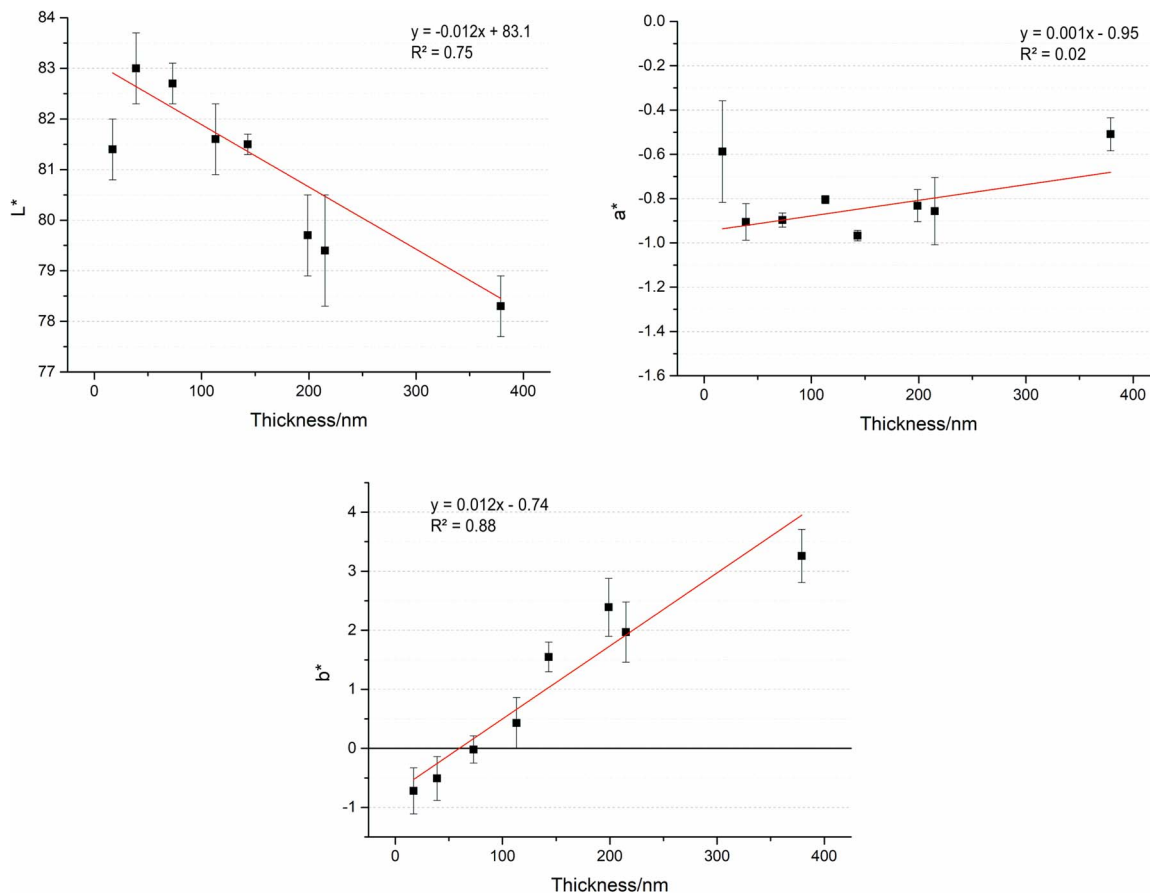 84
83
82
81
80
79
78
77
L*
y = -0.012x + 83.1
R² = 0.75
0 100 200 300 400
Thickness/nm
0.0
-0.2
-0.4
-0.6
-0.8
-1.0
-1.2
-1.4
-1.6
a*
y = 0.001x - 0.95
R² = 0.02
0 100 200 300 400
Thickness/nm
4
3
2
1
0
-1
b*
y = 0.012x - 0.74
R² = 0.88
0 100 200 300 400
Thickness/nm